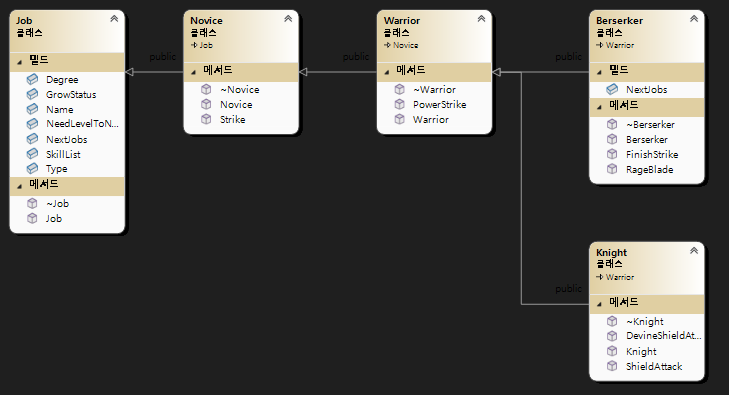 Job
클래스
필드
Degree
GrowStatus
Name
NeedLevelToN...
NextJobs
SkillList
Type
메서드
~Job
Job
public
Novice
클래스
Job
메서드
~Novice
Novice
Strike
public
Warrior
클래스
Novice
메서드
~Warrior
PowerStrike
Warrior
public
Berserker
클래스
Warrior
필드
NextJobs
메서드
~Berserker
Berserker
FinishStrike
RageBlade
public
Knight
클래스
Warrior
메서드
~Knight
DevineShieldAt...
Knight
ShieldAttack